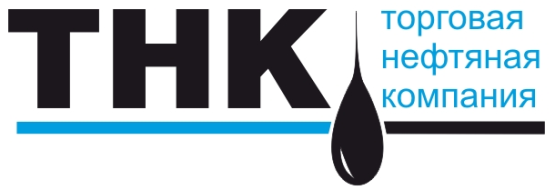 ТНК
торговая
нефтяная
компания